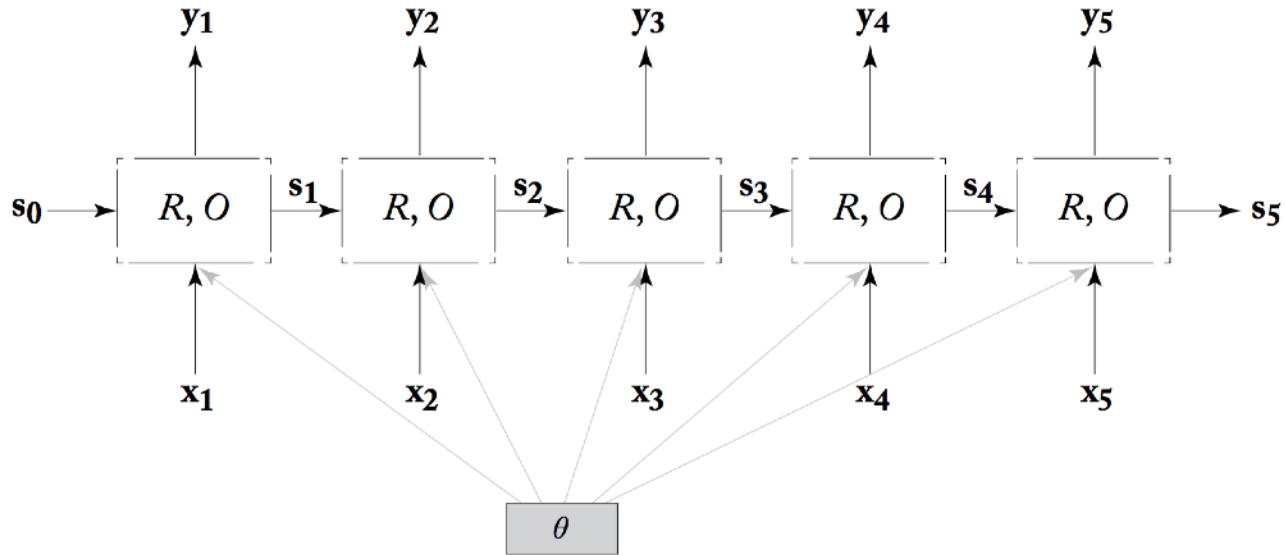 y1 y2 y3 y4 y5
s0 R, O s1 R, O s2 R, O s3 R, O s4 R, O s5
x1 x2 x3 x4 x5
θ